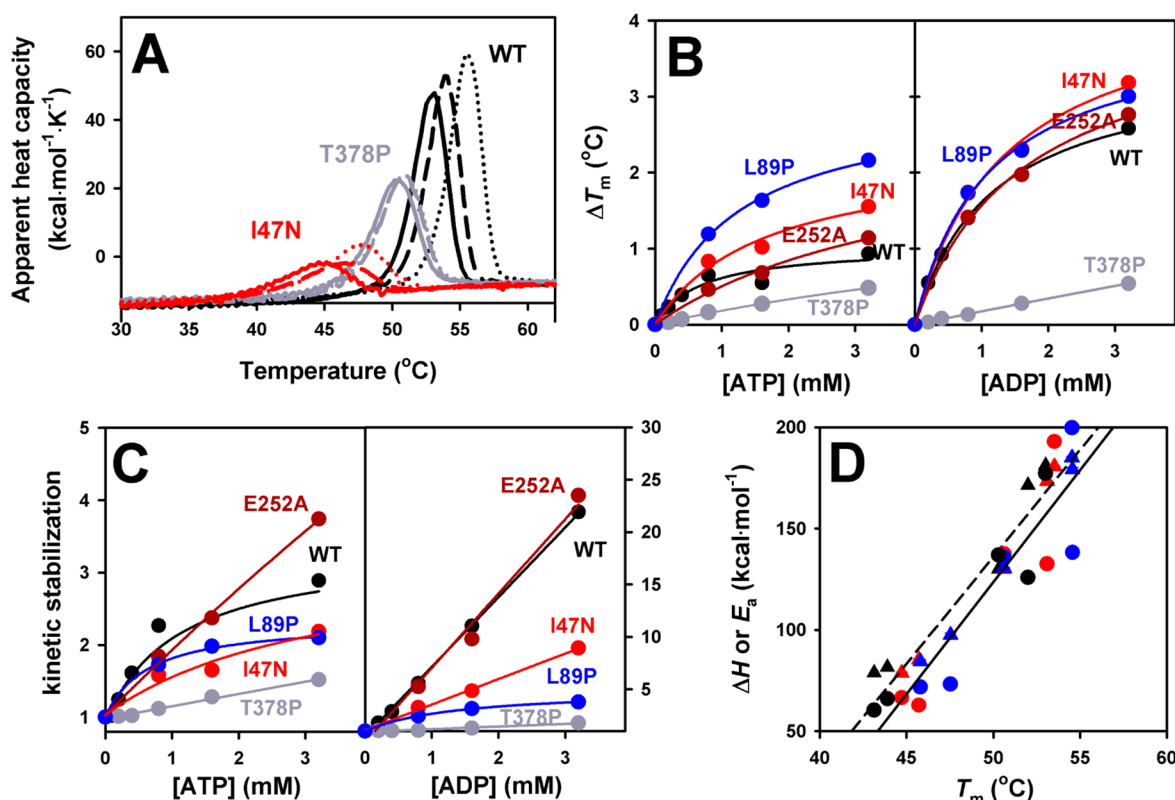 A
WT
T378P
I47N
60
40
20
0
30 35 40 45 50 55 60
Temperature (°C)
Apparent heat capacity
(kcal·mol⁻¹·K⁻¹)
B
4
3
2
1
0
ΔTm (°C)
L89P
I47N
E252A
WT
T378P
0 1 2 3
[ATP] (mM)
I47N
E252A
L89P
WT
T378P
0 1 2 3
[ADP] (mM)
C
5
4
3
2
1
kinetic stabilization
E252A
WT
L89P
I47N
T378P
0 1 2 3
[ATP] (mM)
E252A
WT
I47N
L89P
T378P
30
25
20
15
10
5
0 1 2 3
[ADP] (mM)
D
200
150
100
50
ΔH or Ea (kcal·mol⁻¹)
40 45 50 55 60
Tm (°C)